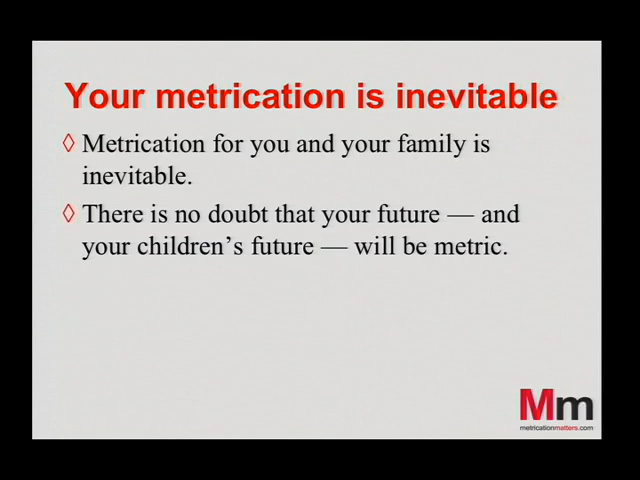 Your metrication is inevitable
◊ Metrication for you and your family is
inevitable.
◊ There is no doubt that your future — and
your children’s future — will be metric.
Mm
metricationmatters.com